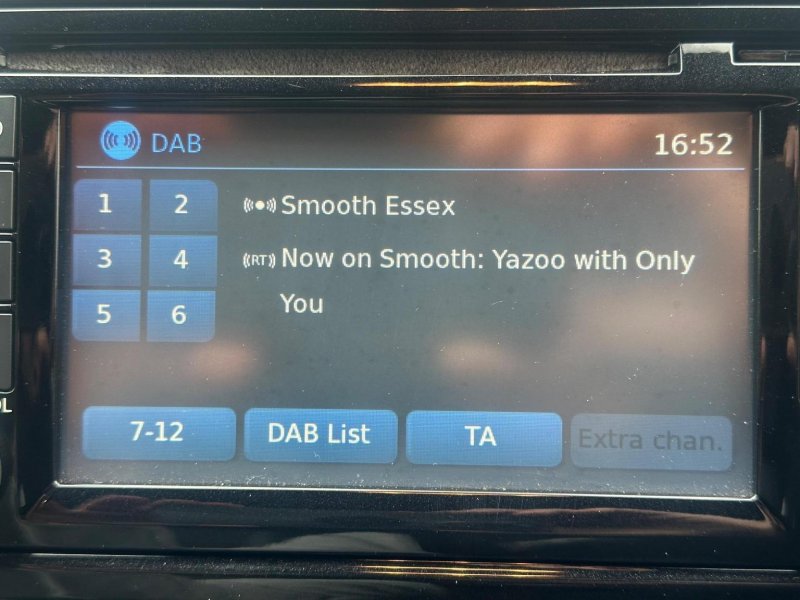 DAB
16:52
1 2
Smooth Essex
3 4
RT Now on Smooth: Yazoo with Only
You
5 6
7-12 DAB List TA Extra chan.